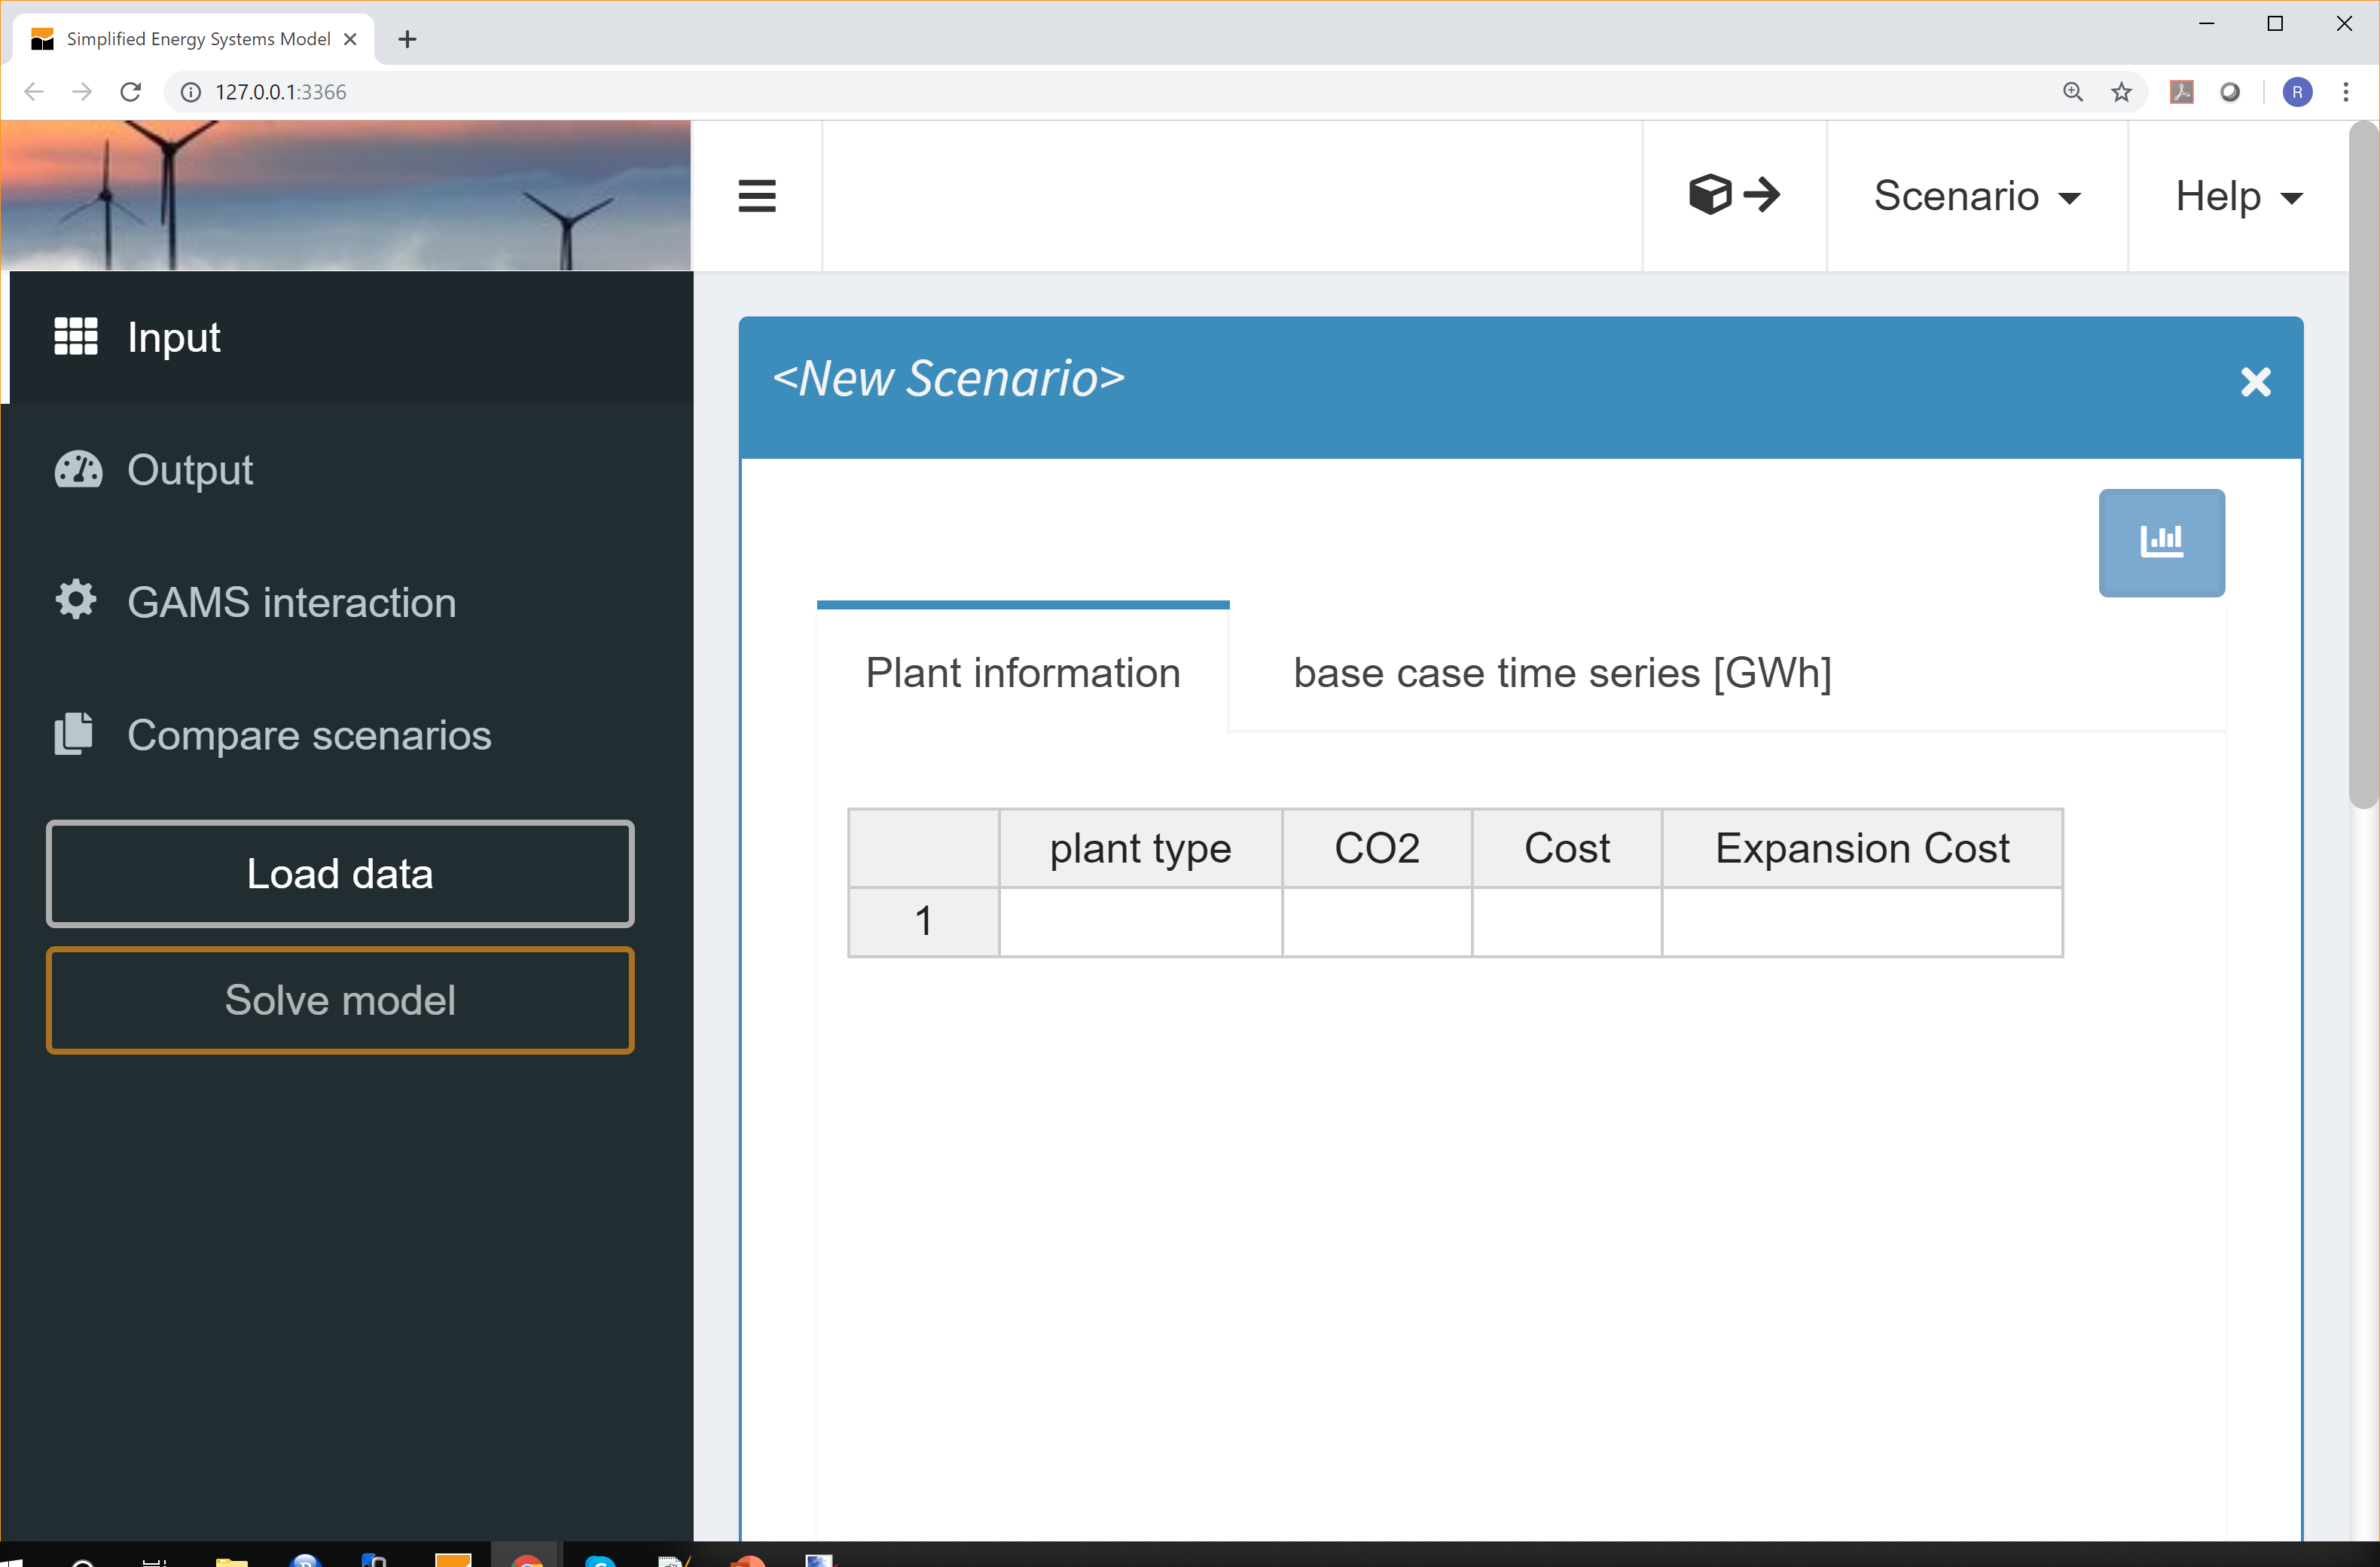 Simplified Energy Systems Model
127.0.0.1:3366
R
Scenario
Help
Input
Output
GAMS interaction
Compare scenarios
Load data
Solve model
<New Scenario>
Plant information
base case time series [GWh]
plant type CO2 Cost Expansion Cost
1